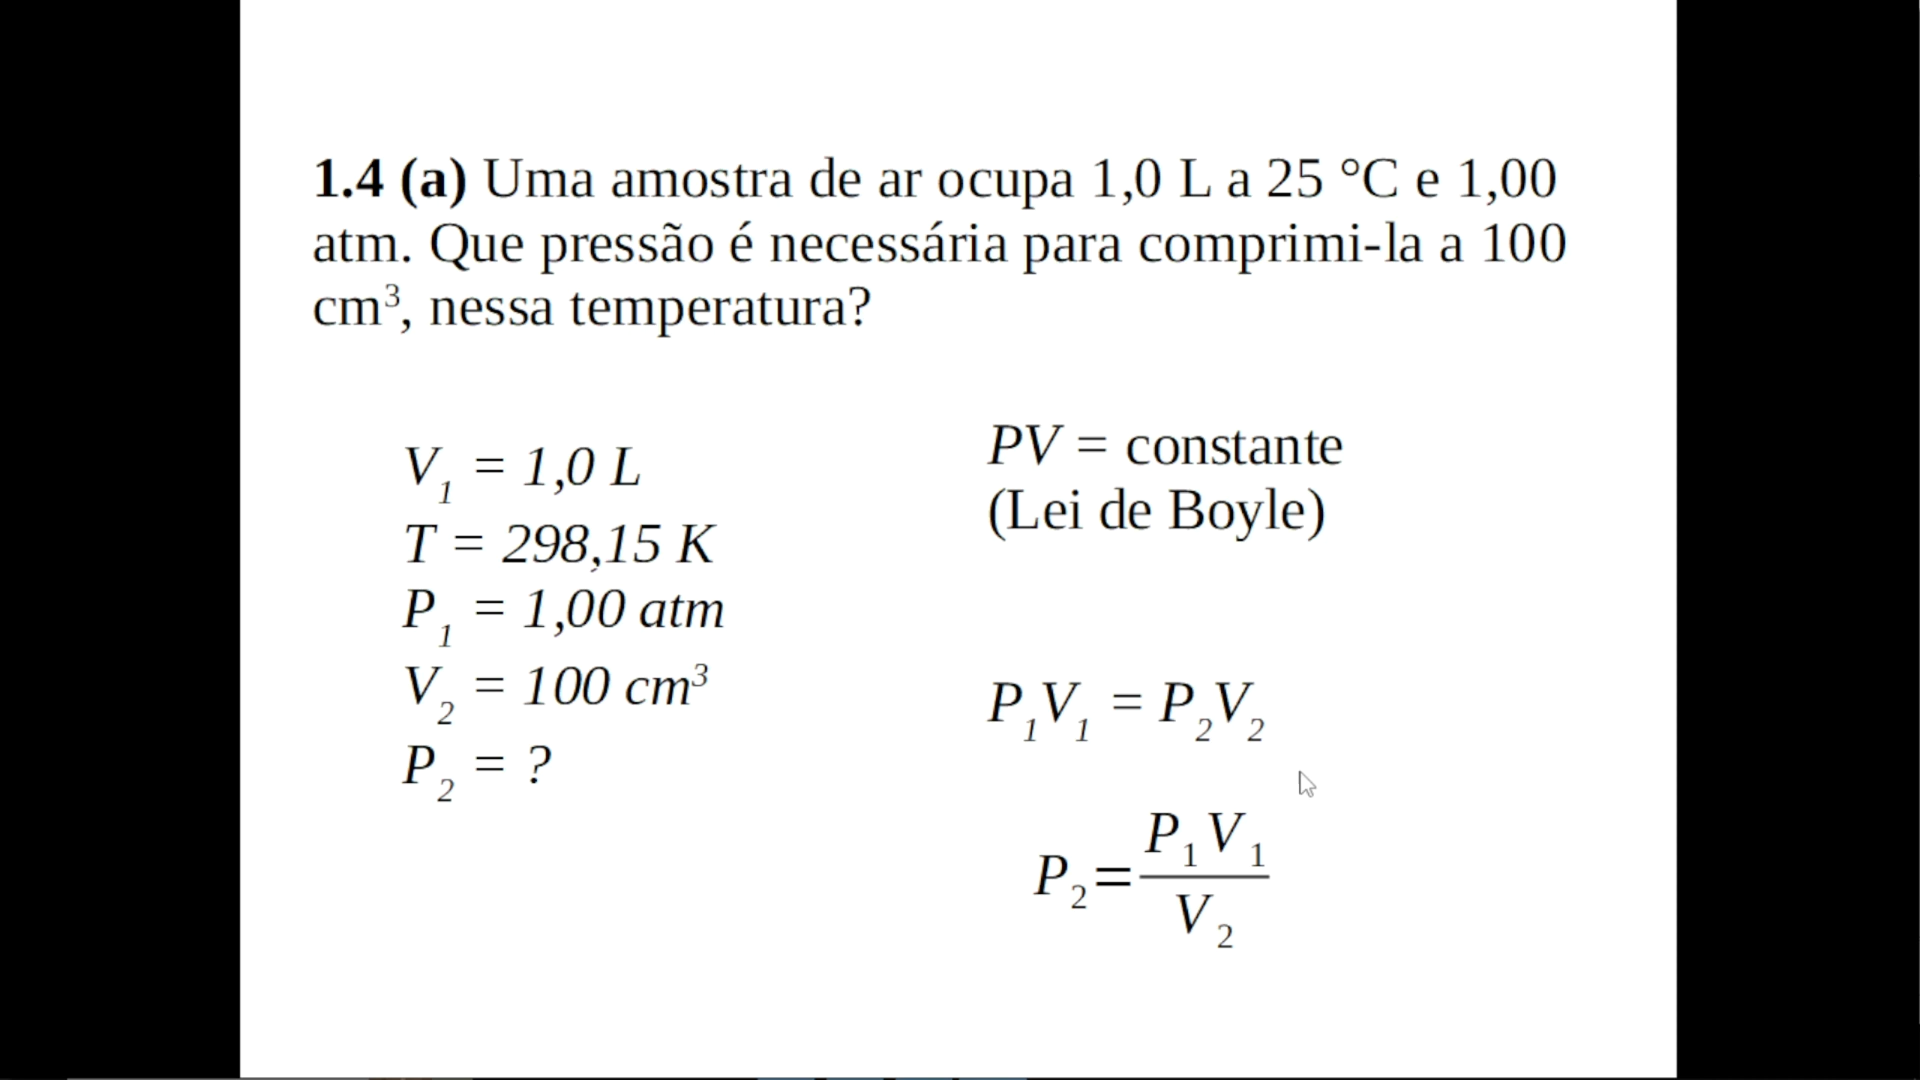 1.4 (a) Uma amostra de ar ocupa 1,0 L a 25 °C e 1,00
atm. Que pressão é necessária para comprimi-la a 100
cm³, nessa temperatura?
V₁ = 1,0 L
T = 298,15 K
P₁ = 1,00 atm
V₂ = 100 cm³
P₂ = ?
PV = constante
(Lei de Boyle)
P₁V₁ = P₂V₂
P₂ = P₁V₁ / V₂